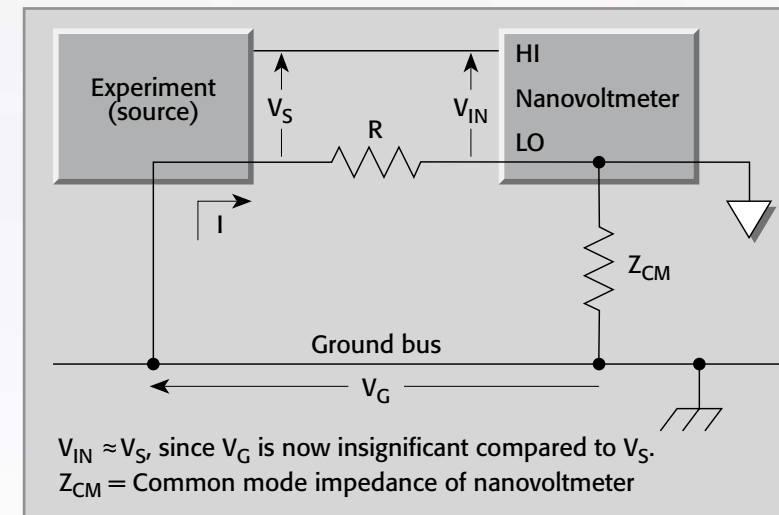 Experiment
(source)
V_S
R
V_IN
HI
Nanovoltmeter
LO
I
Z_CM
Ground bus
V_G
V_IN ≈ V_S, since V_G is now insignificant compared to V_S.
Z_CM = Common mode impedance of nanovoltmeter